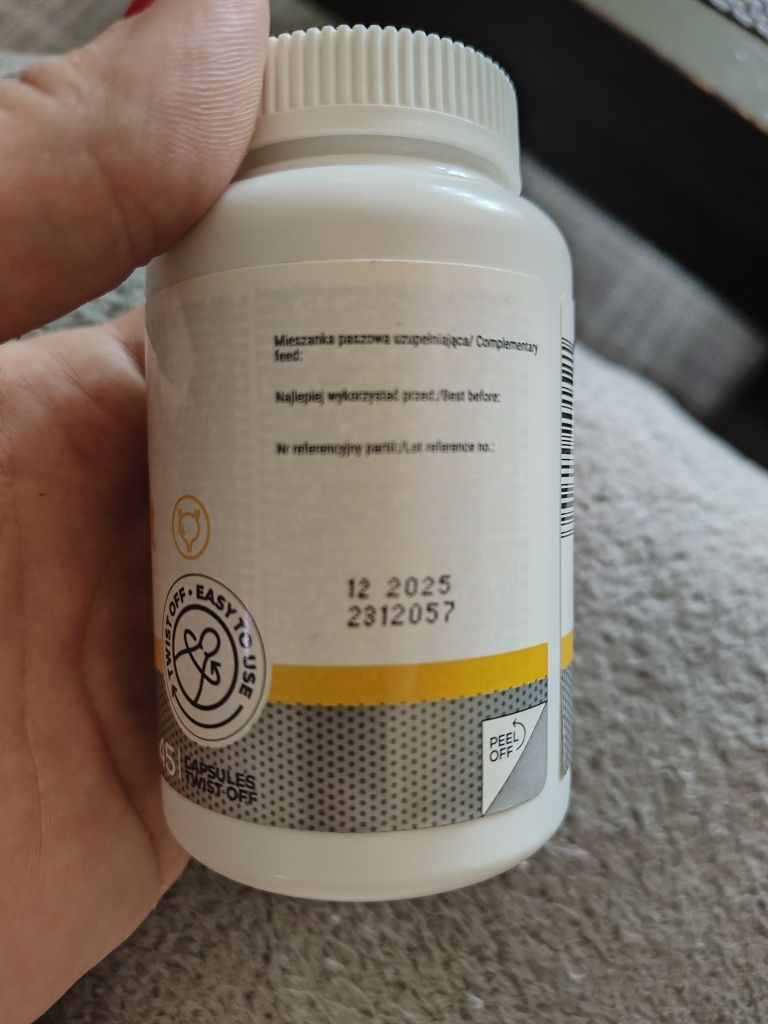 Mieszanka paszowa uzupełniająca/ Complementary
feed:
Najlepiej wykorzystać przed:/Best before:
Nr referencyjny partii:/Lot reference no.:
12 2025
2312057
TWIST OFF • EASY TO USE
45
CAPSULES
TWIST OFF
PEEL
OFF